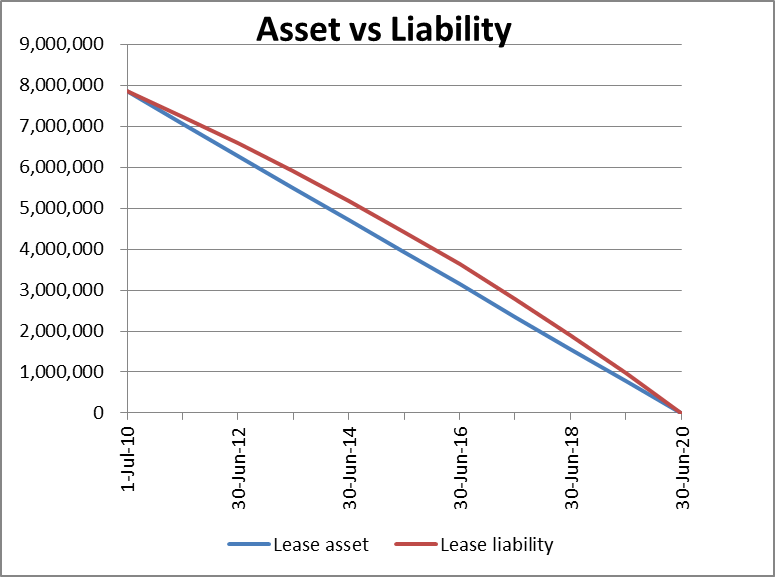 Asset vs Liability
9,000,000
8,000,000
7,000,000
6,000,000
5,000,000
4,000,000
3,000,000
2,000,000
1,000,000
0
1-Jul-10
30-Jun-12
30-Jun-14
30-Jun-16
30-Jun-18
30-Jun-20
Lease asset
Lease liability